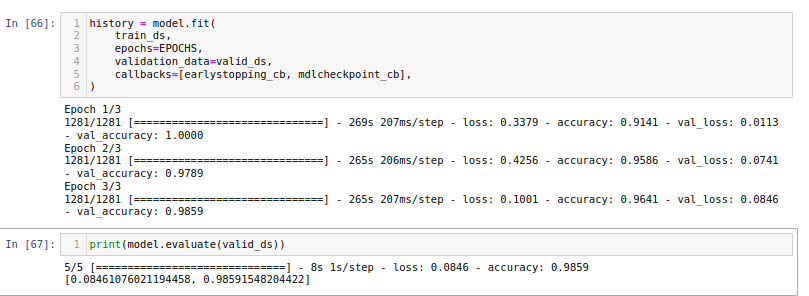 In [66]:
1 history = model.fit(
2     train_ds,
3     epochs=EPOCHS,
4     validation_data=valid_ds,
5     callbacks=[earlystopping_cb, mdlcheckpoint_cb],
6 )
Epoch 1/3
1281/1281 [==============================] - 269s 207ms/step - loss: 0.3379 - accuracy: 0.9141 - val_loss: 0.0113
- val_accuracy: 1.0000
Epoch 2/3
1281/1281 [==============================] - 265s 206ms/step - loss: 0.4256 - accuracy: 0.9586 - val_loss: 0.0741
- val_accuracy: 0.9789
Epoch 3/3
1281/1281 [==============================] - 265s 207ms/step - loss: 0.1001 - accuracy: 0.9641 - val_loss: 0.0846
- val_accuracy: 0.9859
In [67]:
1 print(model.evaluate(valid_ds))
5/5 [==============================] - 8s 1s/step - loss: 0.0846 - accuracy: 0.9859
[0.08461076021194458, 0.98591548204422]